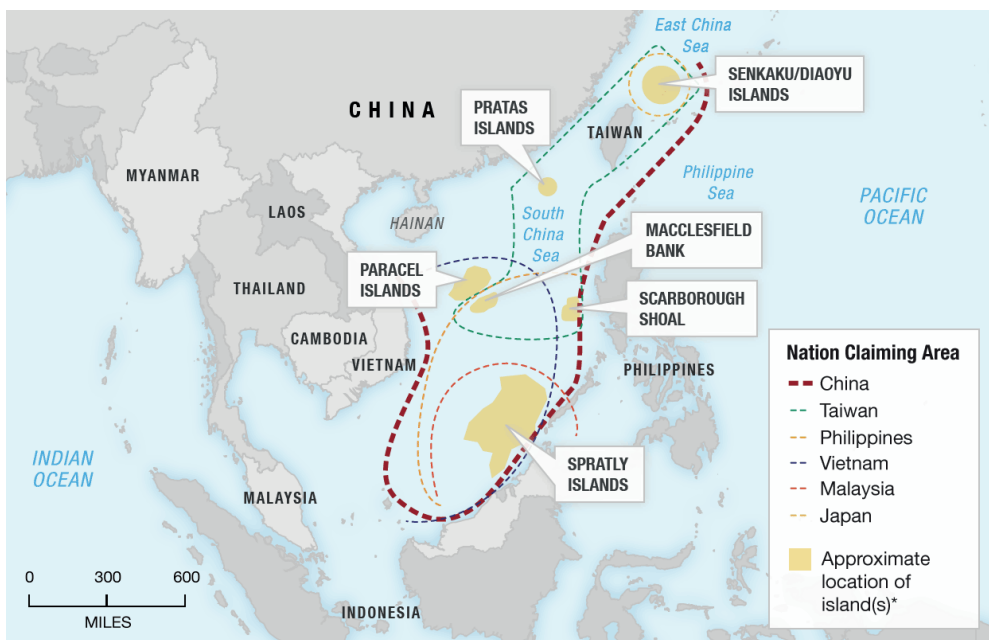 East China
Sea
SENKAKU/DIAOYU
ISLANDS
CHINA
PRATAS
ISLANDS
TAIWAN
MYANMAR
Philippine
Sea
PACIFIC
OCEAN
LAOS
HAINAN
South
China
Sea
MACCLESFIELD
BANK
PARACEL
ISLANDS
THAILAND
SCARBOROUGH
SHOAL
CAMBODIA
VIETNAM
PHILIPPINES
INDIAN
OCEAN
MALAYSIA
SPRATLY
ISLANDS
INDONESIA
0 300 600
MILES
Nation Claiming Area
China
Taiwan
Philippines
Vietnam
Malaysia
Japan
Approximate
location of
island(s)*